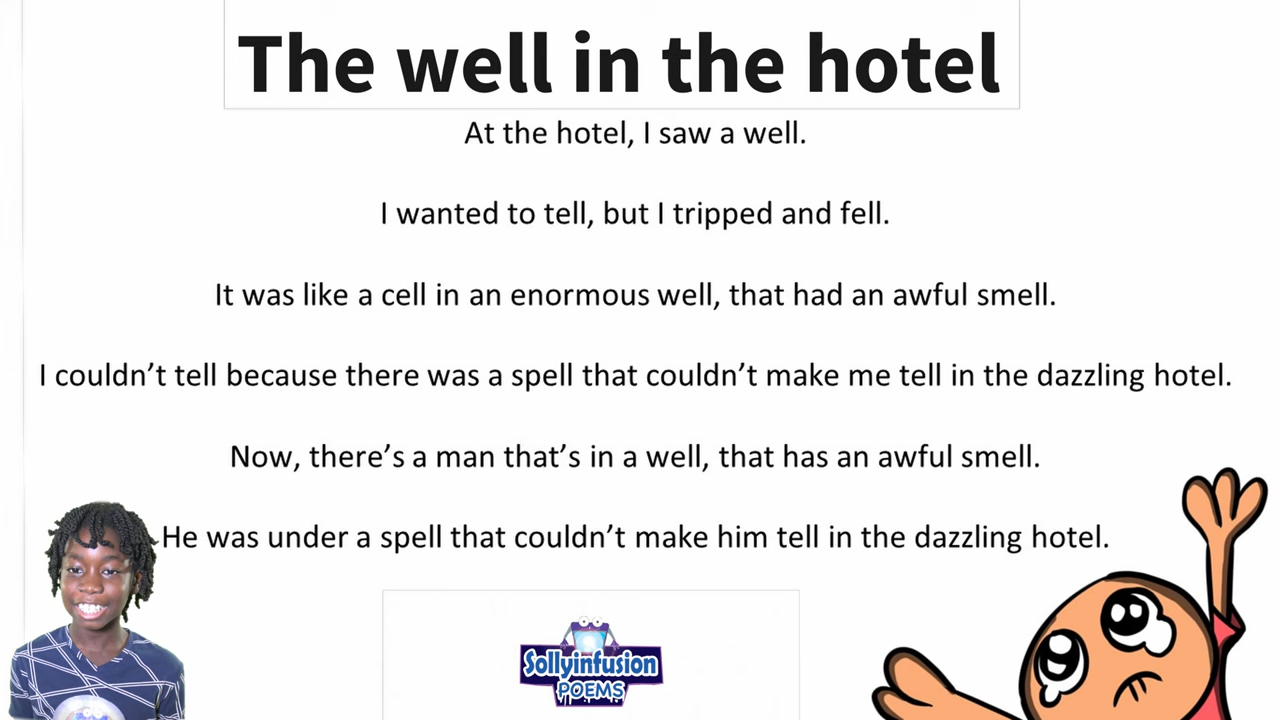 The well in the hotel
At the hotel, I saw a well.
I wanted to tell, but I tripped and fell.
It was like a cell in an enormous well, that had an awful smell.
I couldn’t tell because there was a spell that couldn’t make me tell in the dazzling hotel.
Now, there’s a man that’s in a well, that has an awful smell.
He was under a spell that couldn’t make him tell in the dazzling hotel.
Sollyinfusion
POEMS